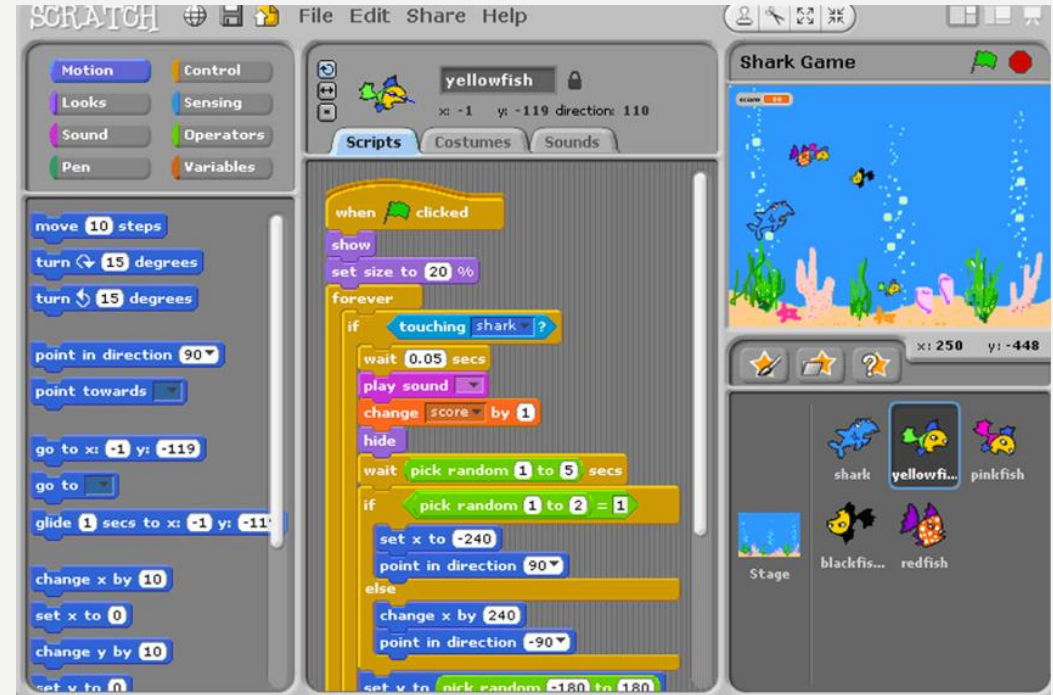 SCRATCH File Edit Share Help
Motion Control
Looks Sensing
Sound Operators
Pen Variables
move 10 steps
turn 15 degrees
turn 15 degrees
point in direction 90
point towards
go to x: -1 y: -119
go to
glide 1 secs to x: -1 y: -11
change x by 10
set x to 0
change y by 10
set y to 0
yellowfish
x: -1 y: -119 direction: 110
Scripts Costumes Sounds
when clicked
show
set size to 20 %
forever
if touching shark ?
wait 0.05 secs
play sound
change score by 1
hide
wait pick random 1 to 5 secs
if pick random 1 to 2 = 1
set x to -240
point in direction 90
else
change x by 240
point in direction -90
set y to pick random -180 to 180
Shark Game
score
x: 250 y: -448
shark yellowfi... pinkfish
Stage
blackfis... redfish